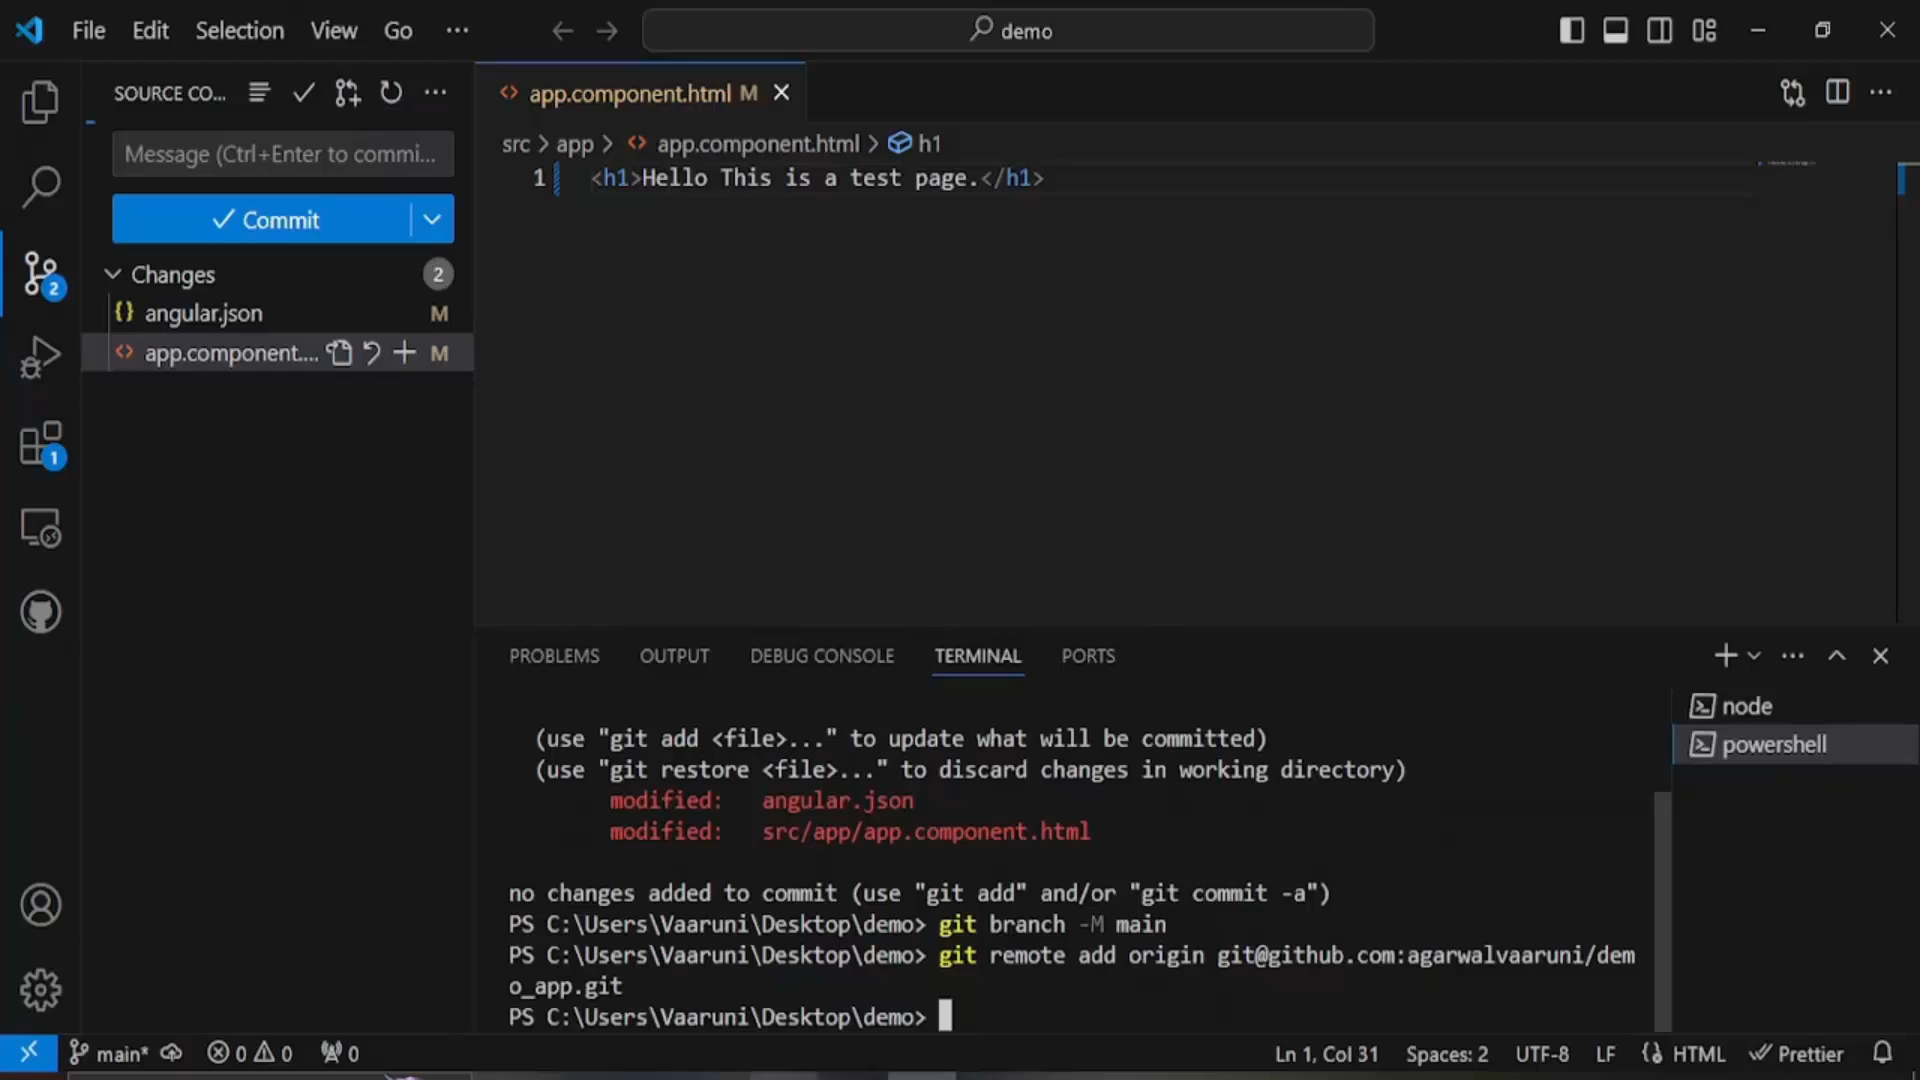 File Edit Selection View Go ··· demo
SOURCE CO... ···
Message (Ctrl+Enter to commi...
Commit
Changes 2
angular.json M
app.component.... M
2
1
app.component.html M
src > app > app.component.html > h1
1 <h1>Hello This is a test page.</h1>
PROBLEMS OUTPUT DEBUG CONSOLE TERMINAL PORTS
(use "git add <file>..." to update what will be committed)
(use "git restore <file>..." to discard changes in working directory)
modified: angular.json
modified: src/app/app.component.html
no changes added to commit (use "git add" and/or "git commit -a")
PS C:\Users\Vaaruni\Desktop\demo> git branch -M main
PS C:\Users\Vaaruni\Desktop\demo> git remote add origin git@github.com:agarwalvaaruni/dem
o_app.git
PS C:\Users\Vaaruni\Desktop\demo>
node
powershell
main* 0 0 0 Ln 1, Col 31 Spaces: 2 UTF-8 LF HTML Prettier